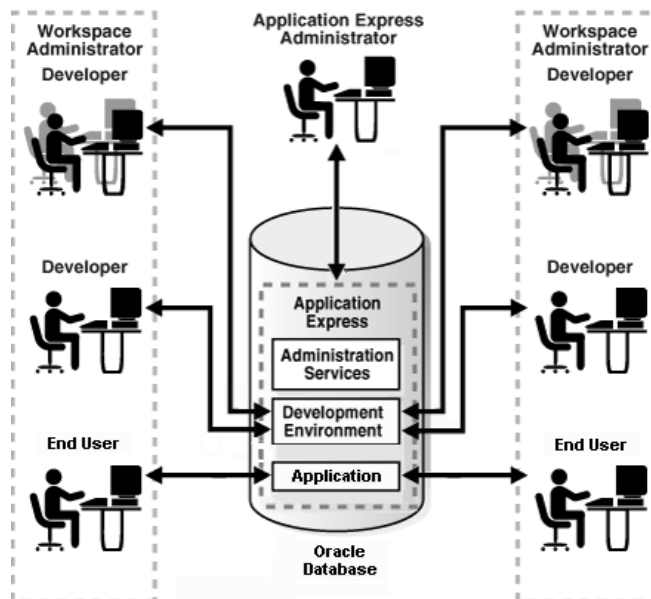 Workspace
Administrator
Developer
Developer
End User
Application Express
Administrator
Application
Express
Administration
Services
Development
Environment
Application
Oracle
Database
Workspace
Administrator
Developer
Developer
End User